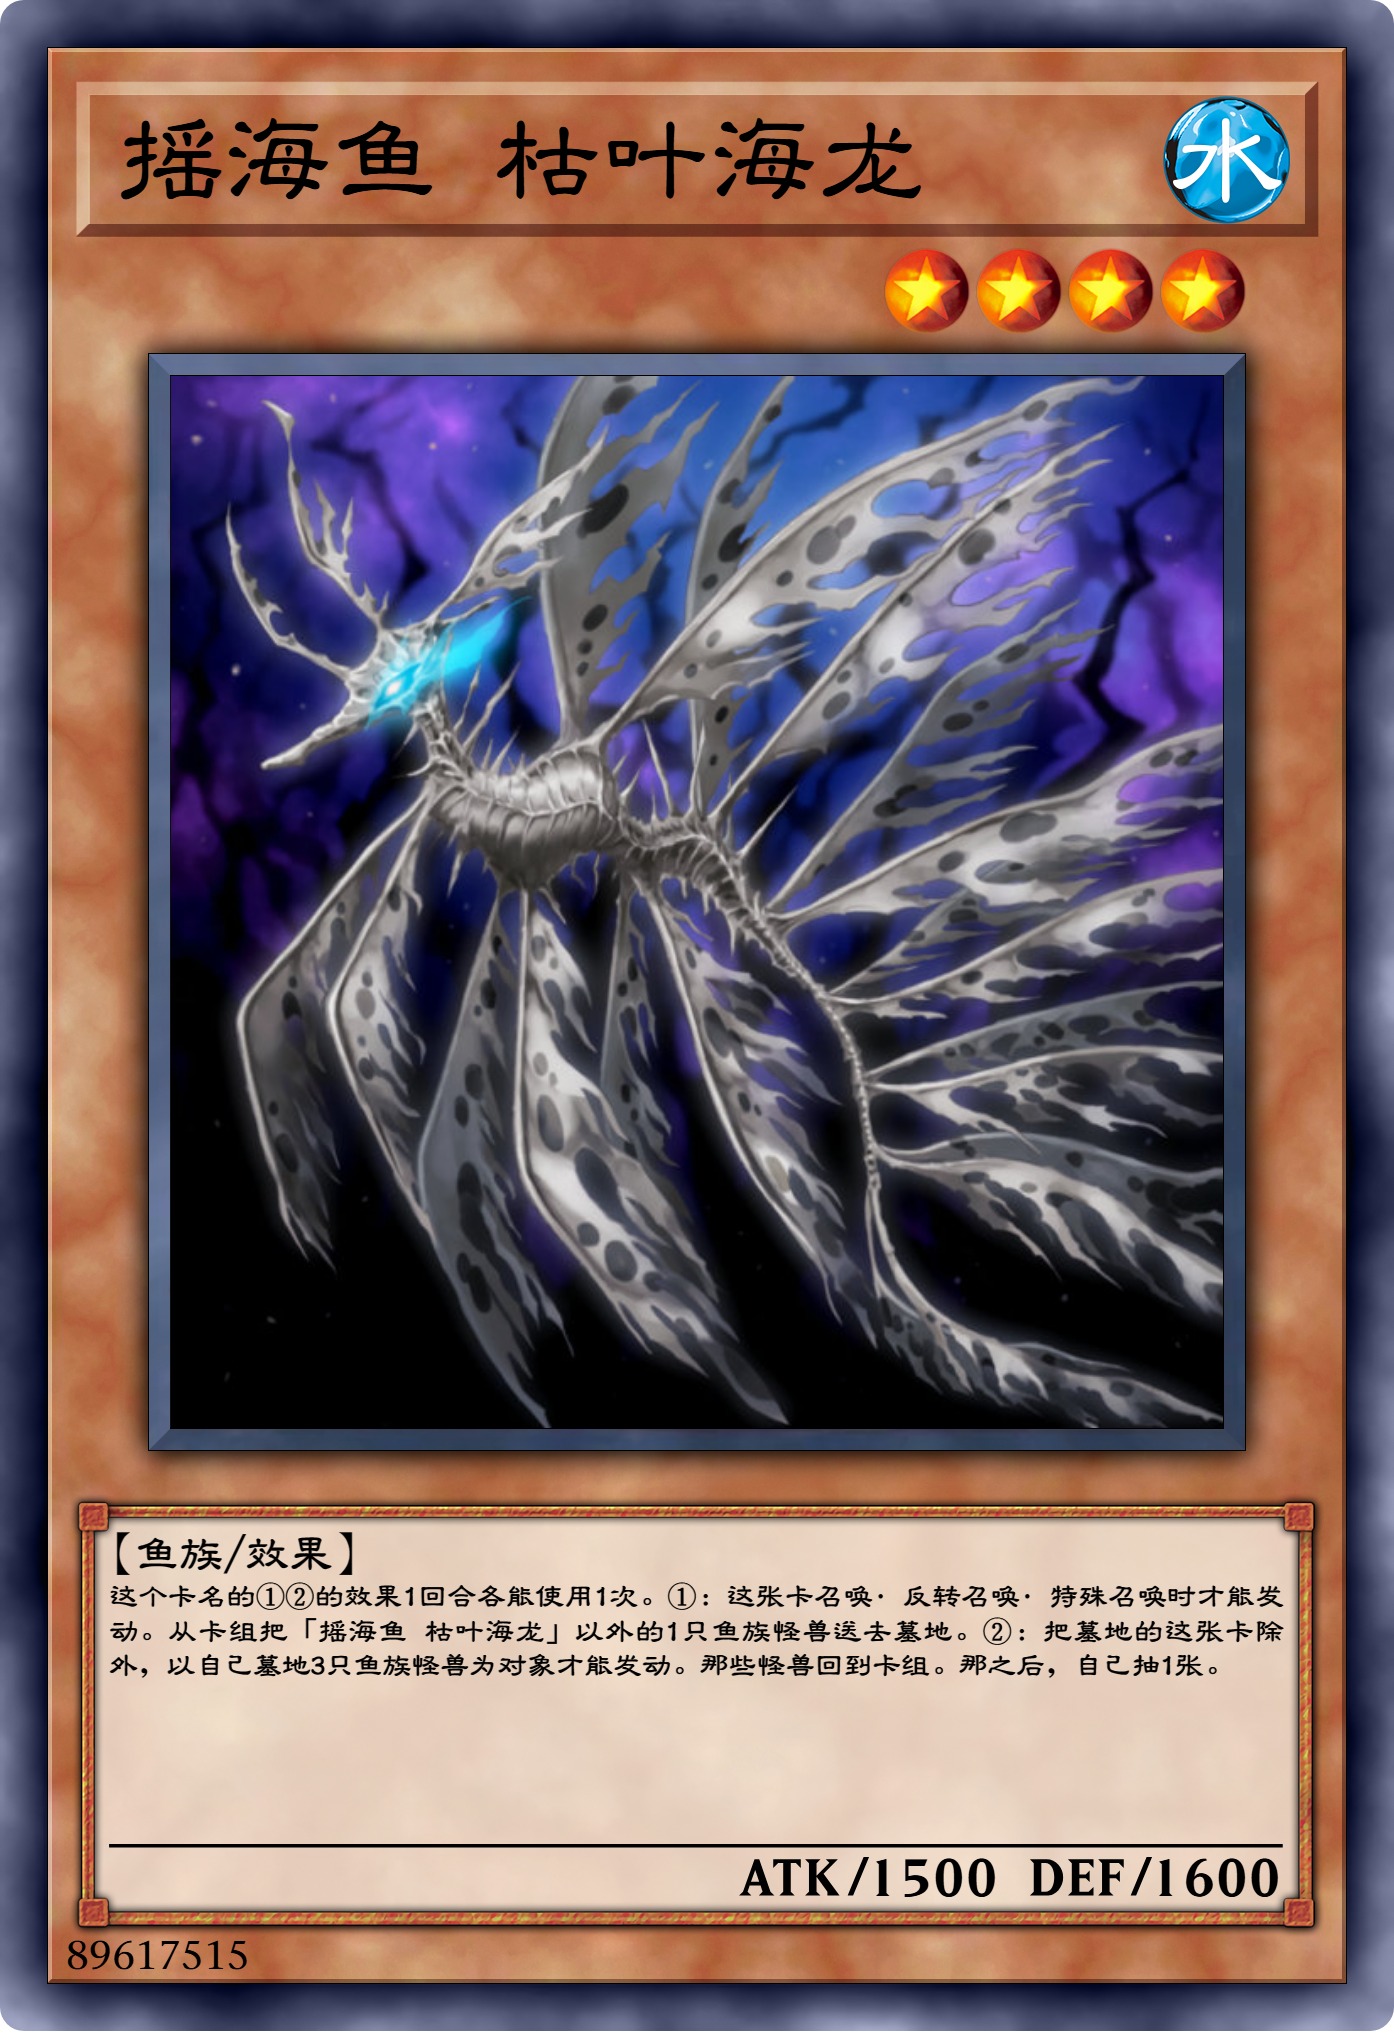 摇海鱼 枯叶海龙
水
【鱼族/效果】
这个卡名的①②的效果1回合各能使用1次。①：这张卡召唤·反转召唤·特殊召唤时才能发
动。从卡组把「摇海鱼 枯叶海龙」以外的1只鱼族怪兽送去墓地。②：把墓地的这张卡除
外，以自己墓地3只鱼族怪兽为对象才能发动。那些怪兽回到卡组。那之后，自己抽1张。
ATK/1500 DEF/1600
89617515